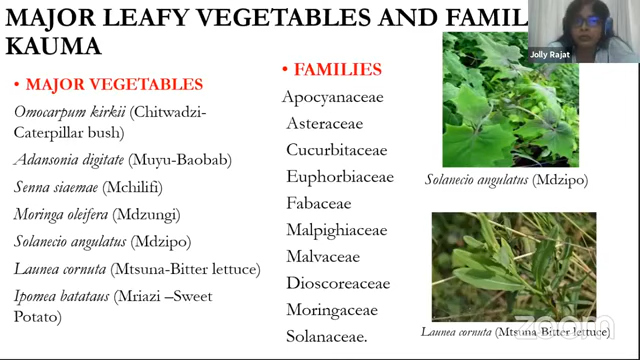 MAJOR LEAFY VEGETABLES AND FAMIL
KAUMA
• MAJOR VEGETABLES
Omocarpum kirkii (Chitwadzi-
Caterpillar bush)
Adansonia digitate (Muyu-Baobab)
Senna siaemae (Mchilifi)
Moringa oleifera (Mdzungi)
Solanecio angulatus (Mdzipo)
Launea cornuta (Mtsuna-Bitter lettuce)
Ipomea batataus (Mriazi –Sweet
Potato)
• FAMILIES
Apocyanaceae
Asteraceae
Cucurbitaceae
Euphorbiaceae
Fabaceae
Malpighiaceae
Malvaceae
Dioscoreaceae
Moringaceae
Solanaceae.
Jolly Rajat
Solanecio angulatus (Mdzipo)
zoom
Launea cornuta (Mtsuna-Bitter lettuce)